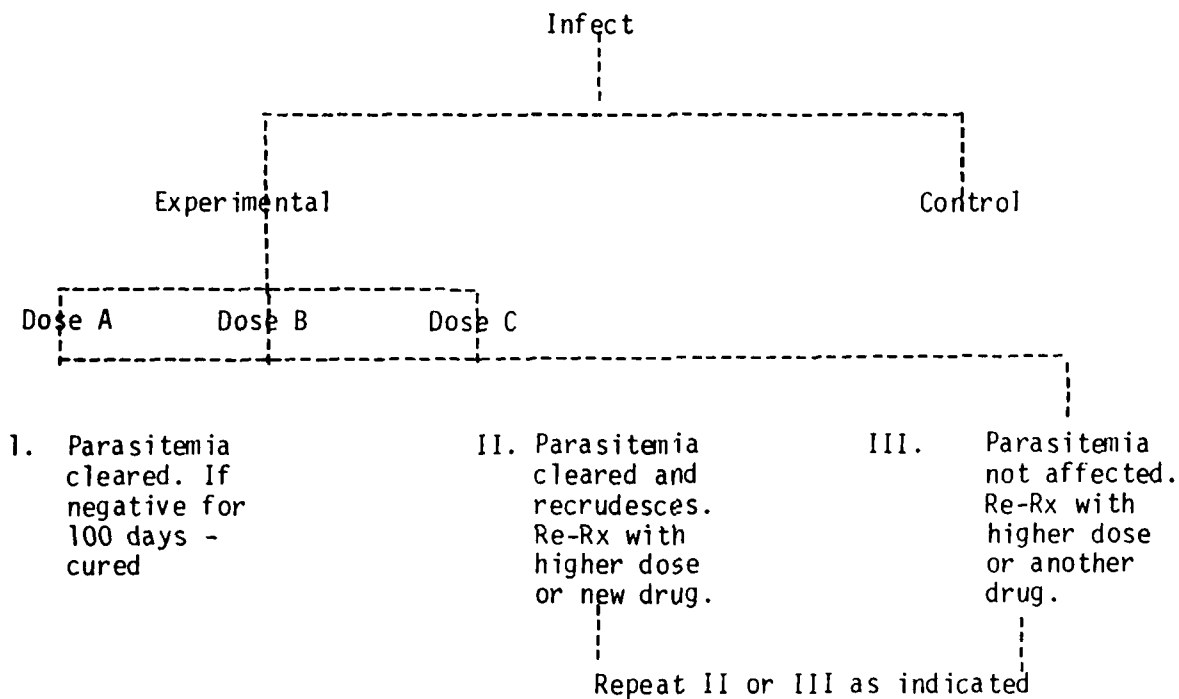 Infect
Experimental Control
Dose A Dose B Dose C
1. Parasitemia
cleared. If
negative for
100 days -
cured
II. Parasitemia
cleared and
recrudesces.
Re-Rx with
higher dose
or new drug.
III. Parasitemia
not affected.
Re-Rx with
higher dose
or another
drug.
Repeat II or III as indicated